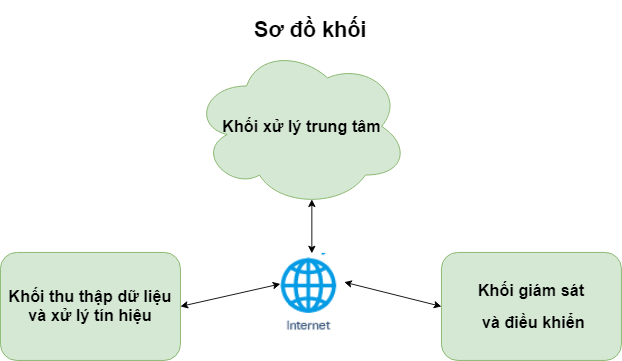 Sơ đồ khối
Khối xử lý trung tâm
Khối thu thập dữ liệu
và xử lý tín hiệu
Internet
Khối giám sát
và điều khiển